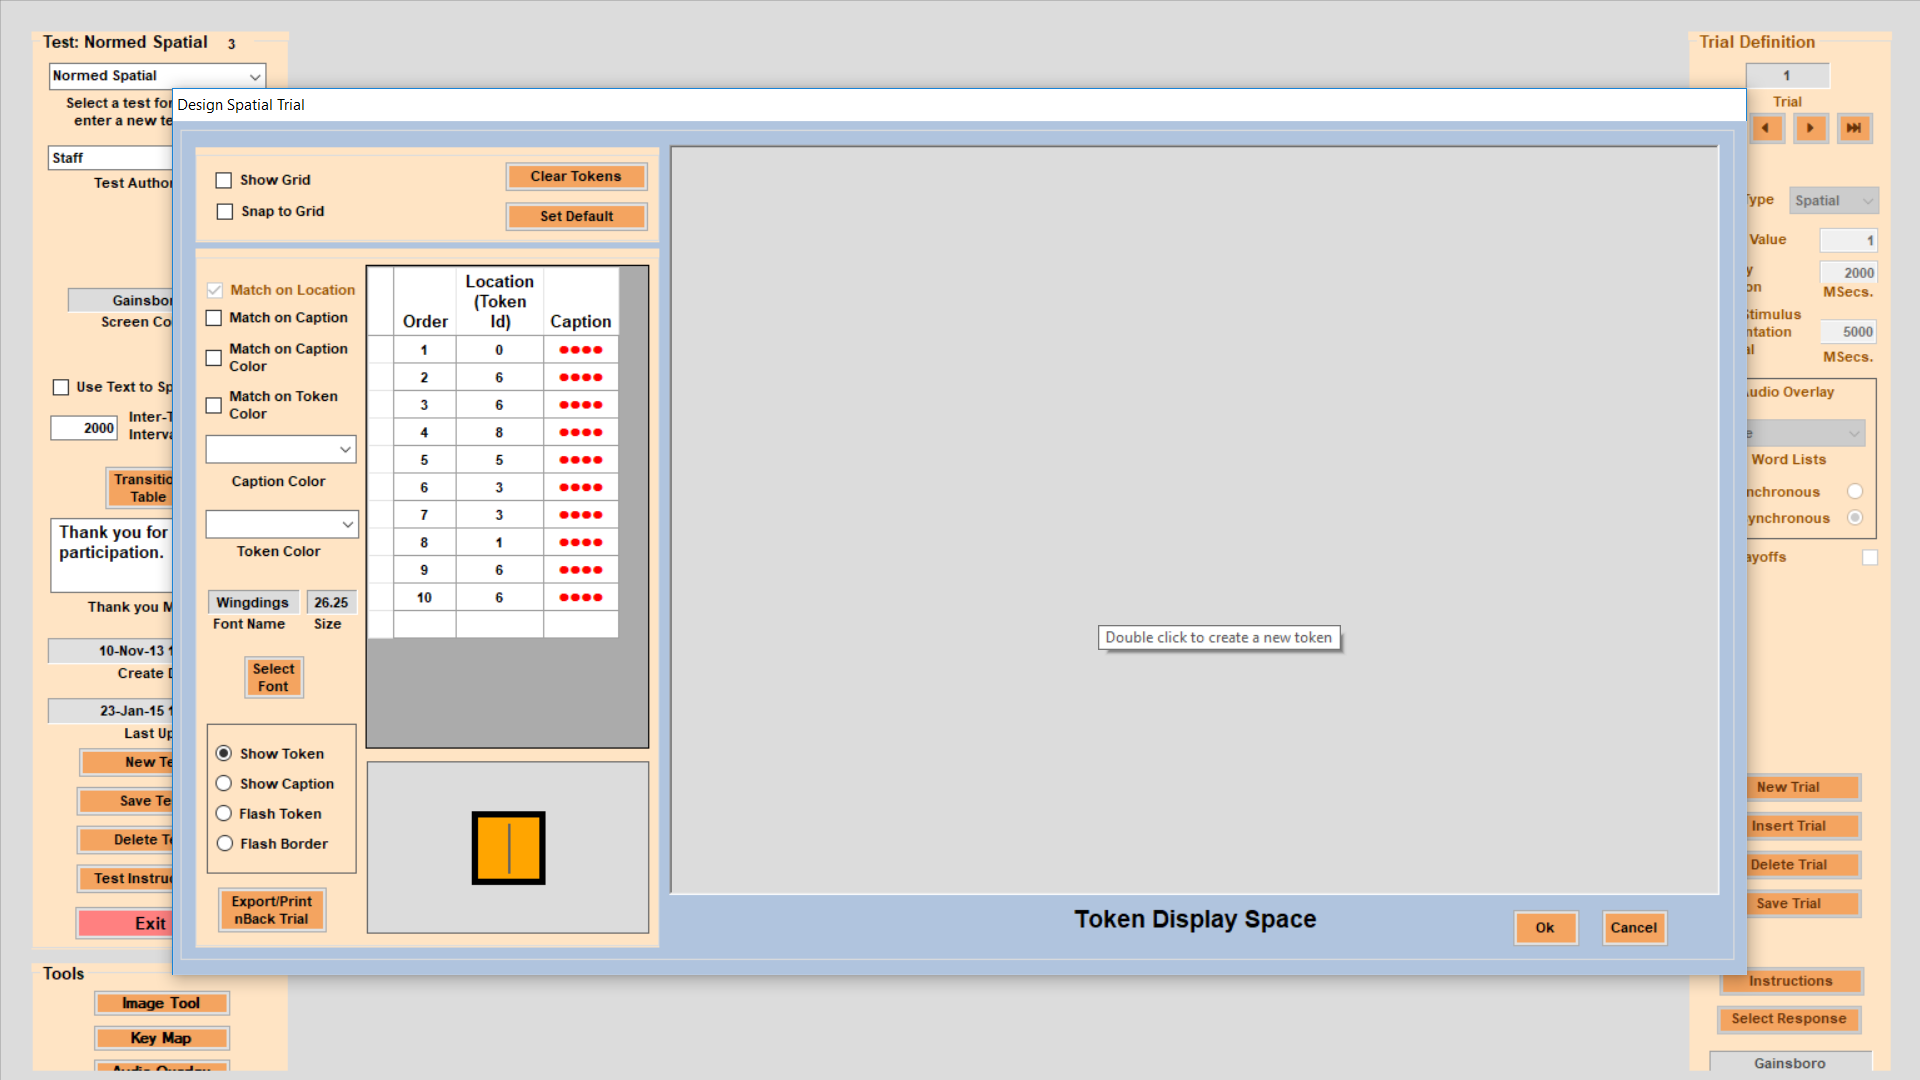 Test: Normed Spatial 3
Normed Spatial
Select a test for
enter a new te
Staff
Test Author
Gainsbor
Screen Co
Use Text to Sp
2000
Inter-T
Interva
Transitio
Table
Thank you for
participation.
Thank you M
10-Nov-13 1
Create D
23-Jan-15 1
Last Up
New Te
Save Te
Delete Te
Test Instruc
Exit
Tools
Image Tool
Key Map
Audio Overlay
Design Spatial Trial
Show Grid
Snap to Grid
Clear Tokens
Set Default
Match on Location
Match on Caption
Match on Caption
Color
Match on Token
Color
Caption Color
Token Color
Wingdings 26.25
Font Name Size
Select
Font
Show Token
Show Caption
Flash Token
Flash Border
Export/Print
nBack Trial
Location
(Token
Order Id) Caption
1 0 ●●●●
2 6 ●●●●
3 6 ●●●●
4 8 ●●●●
5 5 ●●●●
6 3 ●●●●
7 3 ●●●●
8 1 ●●●●
9 6 ●●●●
10 6 ●●●●
Double click to create a new token
Token Display Space
Ok
Cancel
Trial Definition
1
Trial
Type Spatial
Value 1
y
on
2000
MSecs.
Stimulus
ntation
al
5000
MSecs.
Audio Overlay
e
Word Lists
nchronous
ynchronous
ayoffs
New Trial
Insert Trial
Delete Trial
Save Trial
Instructions
Select Response
Gainsboro